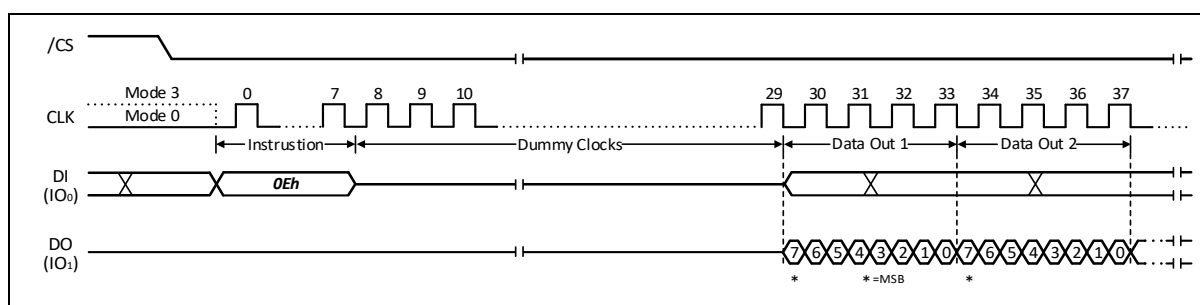 /CS
Mode 3
0 7 8 9 10 29 30 31 32 33 34 35 36 37
CLK
Mode 0
Instrustion Dummy Clocks Data Out 1 Data Out 2
DI
(IO0)
0Eh
DO
(IO1)
7 6 5 4 3 2 1 0 7 6 5 4 3 2 1 0
* * =MSB *